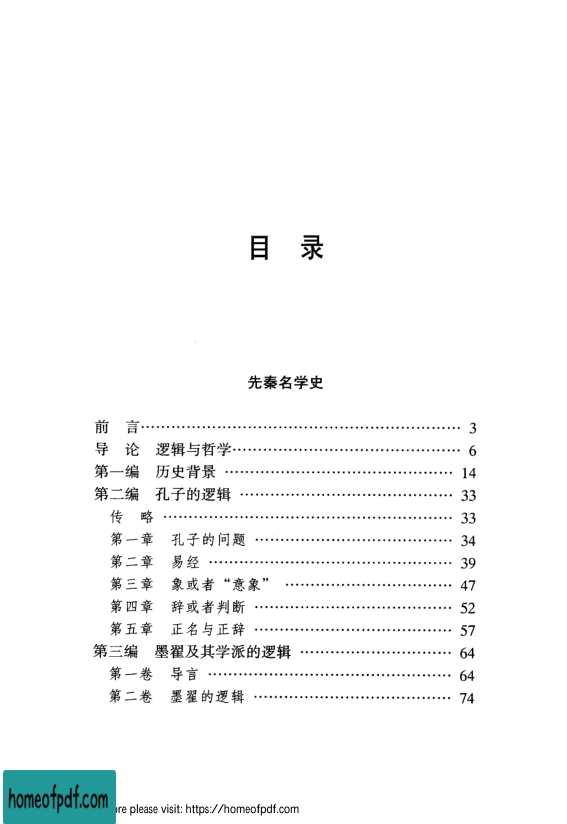 目 录
先秦名学史
前 言…………………………………………………… 3
导 论 逻辑与哲学…………………………………… 6
第一编 历史背景 …………………………………… 14
第二编 孔子的逻辑 ………………………………… 33
传 略 ……………………………………………… 33
第一章 孔子的问题 ……………………………… 34
第二章 易经 ……………………………………… 39
第三章 象或者“意象” ………………………… 47
第四章 辞或者判断 ……………………………… 52
第五章 正名与正辞 ……………………………… 57
第三编 墨翟及其学派的逻辑 ……………………… 64
第一卷 导言 ……………………………………… 64
第二卷 墨翟的逻辑 ……………………………… 74
homeofpdf.com
re please visit: https://homeofpdf.com